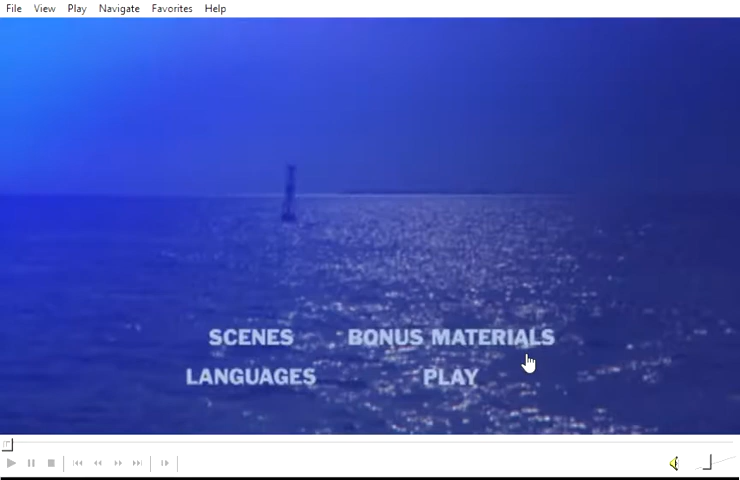 File View Play Navigate Favorites Help
SCENES BONUS MATERIALS
LANGUAGES PLAY